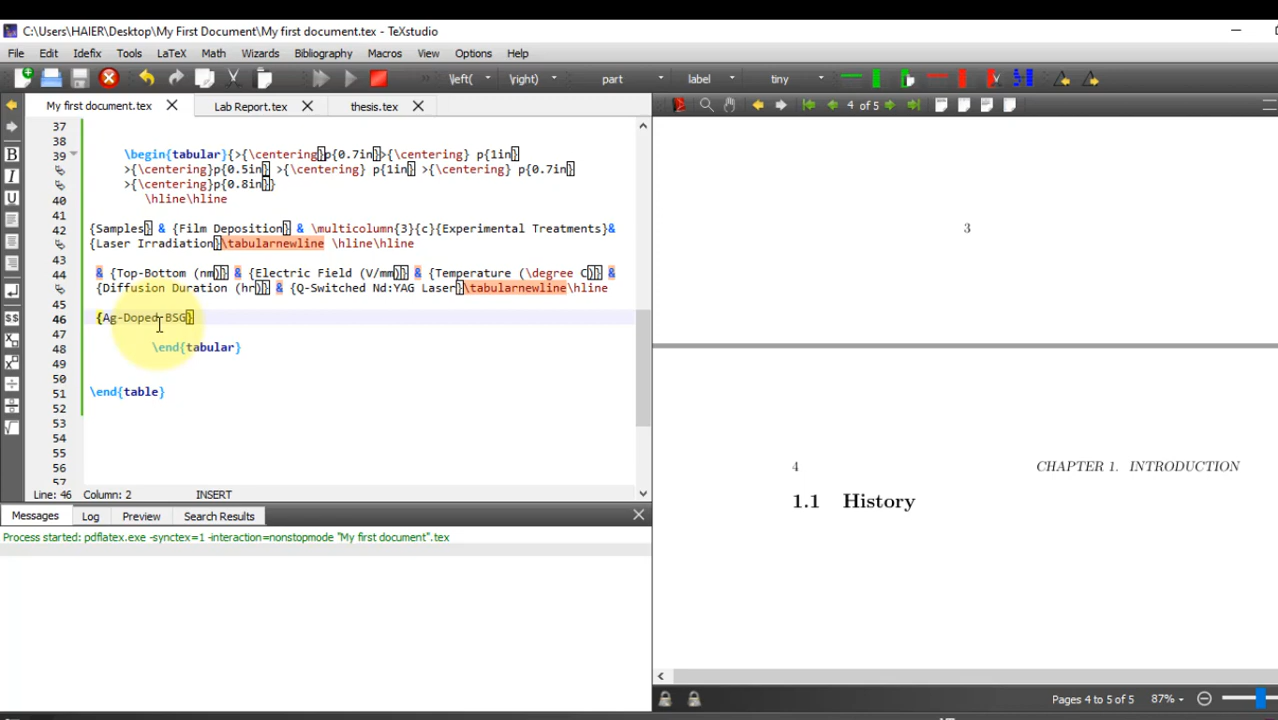 C:\Users\HAIER\Desktop\My First Document\My first document.tex - TeXstudio
File Edit Idefix Tools LaTeX Math Wizards Bibliography Macros View Options Help
\left( \right) part label tiny
My first document.tex Lab Report.tex thesis.tex 4 of 5
37
38
39 \begin{tabular}{>{\centering}p{0.7in}>{\centering} p{1in}
>{\centering}p{0.5in} >{\centering} p{1in} >{\centering} p{0.7in}
>{\centering}p{0.8in}}
40 \hline\hline
41
42 {Samples} & {Film Deposition} & \multicolumn{3}{c}{Experimental Treatments}&
{Laser Irradiation}\tabularnewline \hline\hline
43
44 & {Top-Bottom (nm)} & {Electric Field (V/mm)} & {Temperature (\degree C)} &
{Diffusion Duration (hr)} & {Q-Switched Nd:YAG Laser}\tabularnewline\hline
45
46 {Ag-Doped-BSG}
47
48 \end{tabular}
49
50
51 \end{table}
52
53
54
55
56
57
Line: 46 Column: 2 INSERT
Messages Log Preview Search Results
Process started: pdflatex.exe -synctex=1 -interaction=nonstopmode "My first document".tex
3
4 CHAPTER 1. INTRODUCTION
1.1 History
Pages 4 to 5 of 5 87%